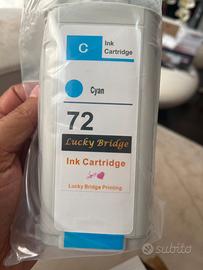 C
Ink
Cartridge
Cyan
72
Lucky Bridge
Ink Cartridge
Lucky Bridge Printing
subito